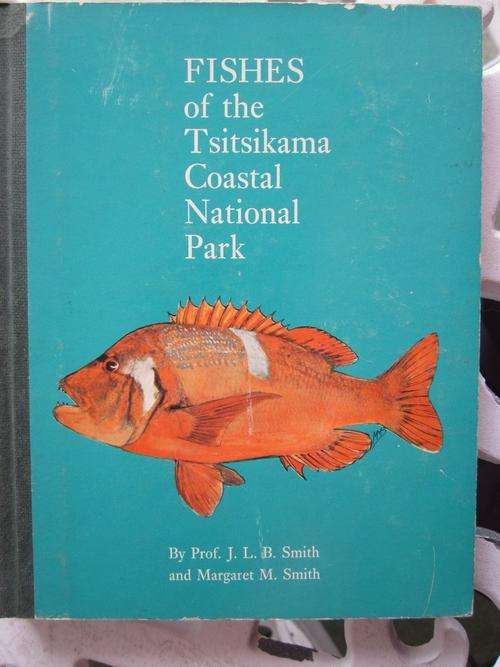 FISHES
of the
Tsitsikama
Coastal
National
Park
By Prof. J. L. B. Smith
and Margaret M. Smith